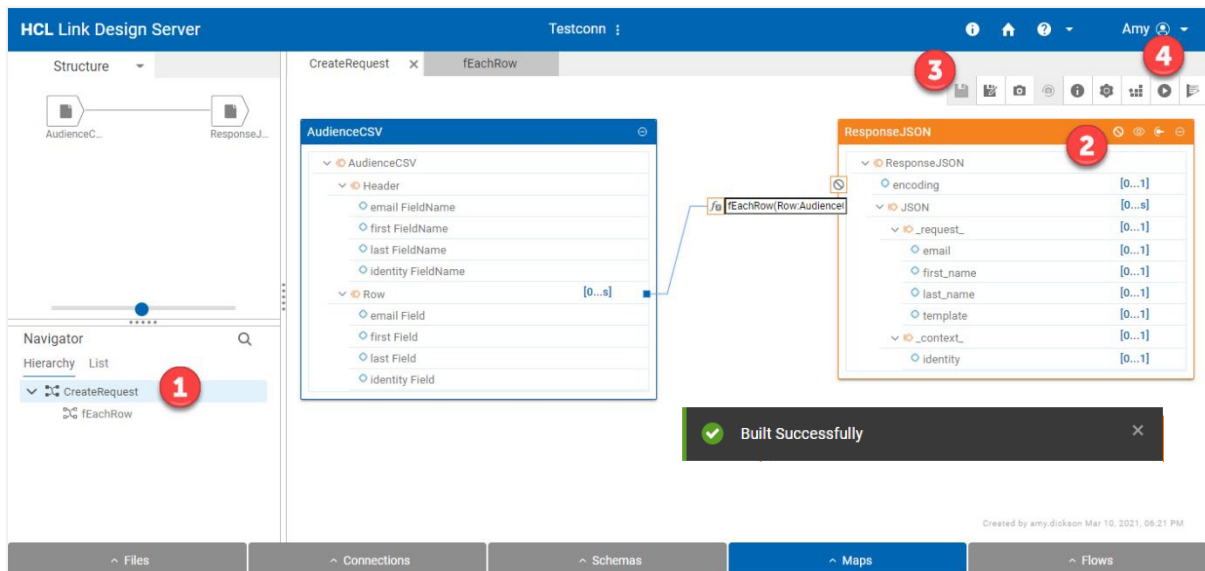 HCL Link Design Server
Testconn
Amy
Structure
CreateRequest
fEachRow
3
4
AudienceC...
ResponseJ...
AudienceCSV
AudienceCSV
Header
email FieldName
first FieldName
last FieldName
identity FieldName
Row [0...s]
email Field
first Field
last Field
identity Field
fEachRow(Row:Audience
ResponseJSON
2
ResponseJSON
encoding [0...1]
JSON [0...s]
_request_ [0...1]
email [0...1]
first_name [0...1]
last_name [0...1]
template [0...1]
_context_ [0...1]
identity [0...1]
Navigator
Hierarchy List
CreateRequest
1
fEachRow
Built Successfully
Created by amy.dickson Mar 10, 2021, 06:21 PM
Files
Connections
Schemas
Maps
Flows